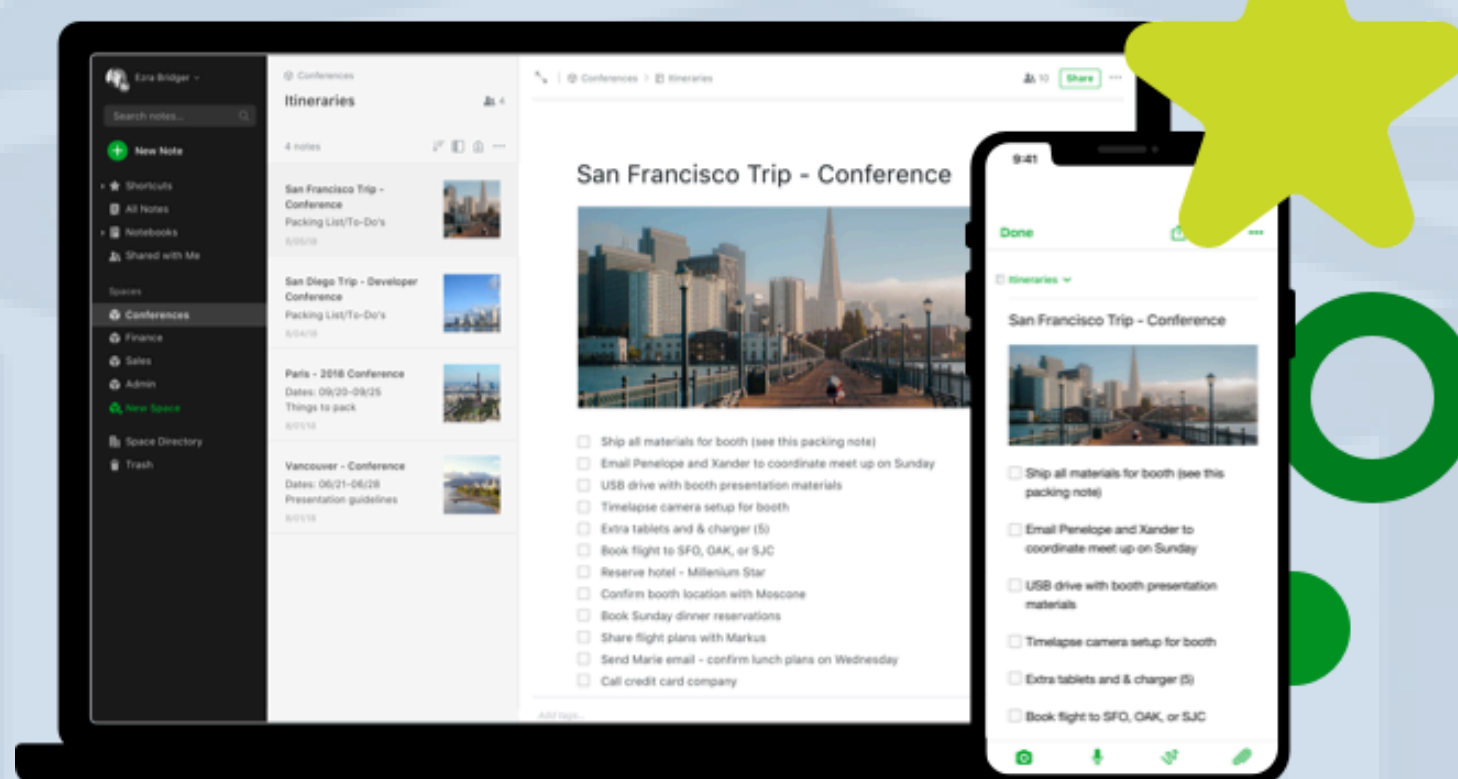 Ezra Bridger
Search notes...
New Note
Shortcuts
All Notes
Notebooks
Shared with Me
Spaces
Conferences
Finance
Sales
Admin
New Space
Space Directory
Trash
Conferences
Itineraries
4
4 notes
San Francisco Trip -
Conference
Packing List/To-Do's
San Diego Trip - Developer
Conference
Packing List/To-Do's
Paris - 2018 Conference
Dates: 09/20-09/25
Things to pack
Vancouver - Conference
Dates: 06/21-06/28
Presentation guidelines
Conferences > Itineraries
10 Share
San Francisco Trip - Conference
Ship all materials for booth (see this packing note)
Email Penelope and Xander to coordinate meet up on Sunday
USB drive with booth presentation materials
Timelapse camera setup for booth
Extra tablets and & charger (5)
Book flight to SFO, OAK, or SJC
Reserve hotel - Millenium Star
Confirm booth location with Moscone
Book Sunday dinner reservations
Share flight plans with Markus
Send Marie email - confirm lunch plans on Wednesday
Call credit card company
Add tags...
9:41
Done
Itineraries
San Francisco Trip - Conference
Ship all materials for booth (see this
packing note)
Email Penelope and Xander to
coordinate meet up on Sunday
USB drive with booth presentation
materials
Timelapse camera setup for booth
Extra tablets and & charger (5)
Book flight to SFO, OAK, or SJC